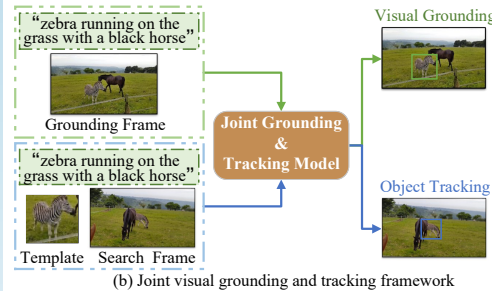 “zebra running on the
grass with a black horse”
Grounding Frame
“zebra running on the
grass with a black horse”
Template
Search Frame
Joint Grounding
&
Tracking Model
Visual Grounding
Object Tracking
(b) Joint visual grounding and tracking framework